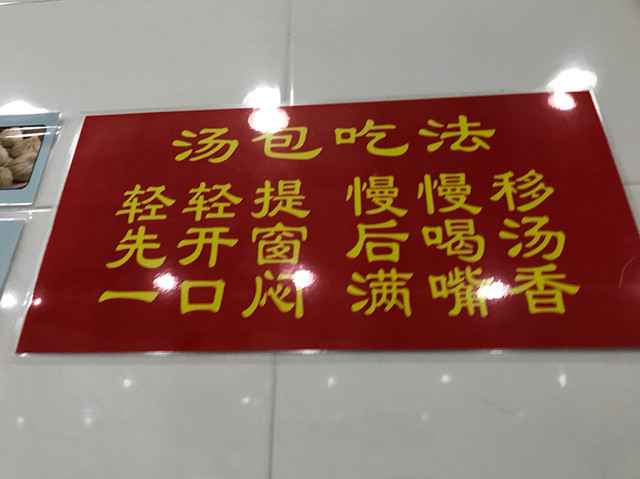 汤包吃法
轻轻提 慢慢移
先开窗 后喝汤
一口闷 满嘴香